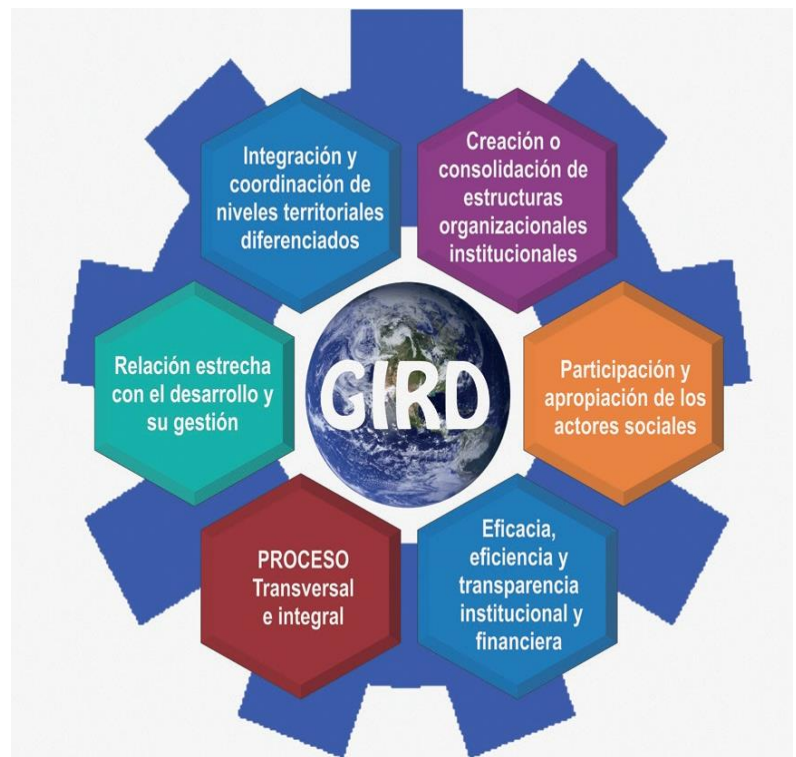 Integración y
coordinación de
niveles territoriales
diferenciados
Creación o
consolidación de
estructuras
organizacionales
institucionales
Relación estrecha
con el desarrollo y
su gestión
GIRD
Participación y
apropiación de los
actores sociales
PROCESO
Transversal
e integral
Eficacia,
eficiencia y
transparencia
institucional y
financiera